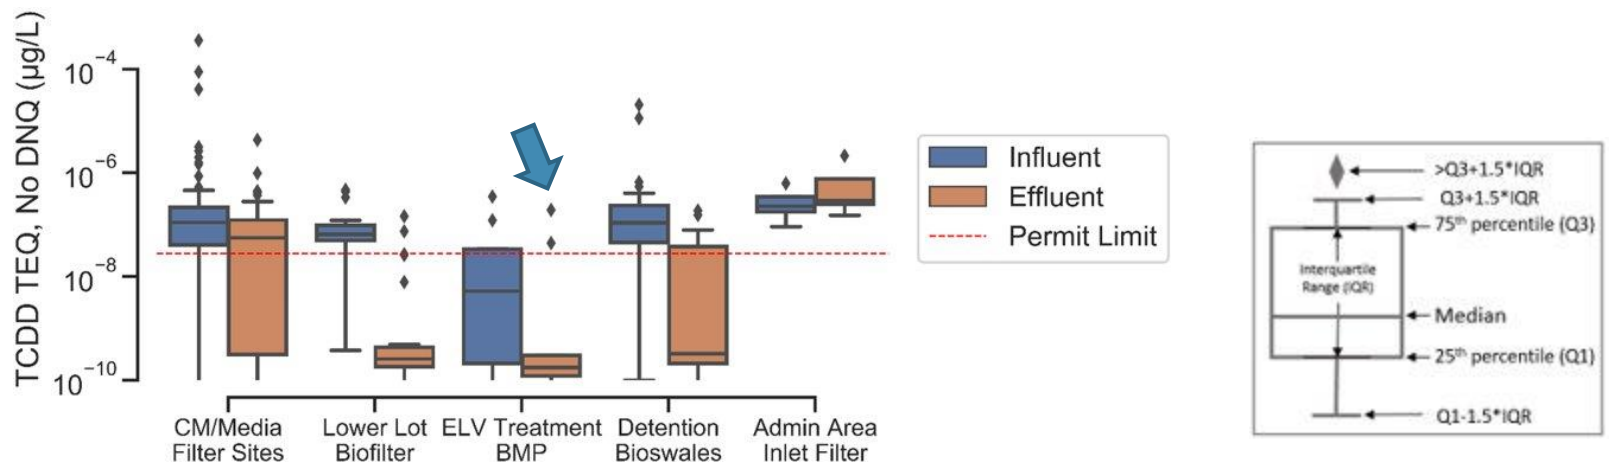 TCDD TEQ, No DNQ (µg/L)
10⁻⁴
10⁻⁶
10⁻⁸
10⁻¹⁰
CM/Media
Filter Sites
Lower Lot
Biofilter
ELV Treatment
BMP
Detention
Bioswales
Admin Area
Inlet Filter
Influent
Effluent
Permit Limit
>Q3+1.5*IQR
Q3+1.5*IQR
75th percentile (Q3)
Interquartile
Range (IQR)
Median
25th percentile (Q1)
Q1-1.5*IQR